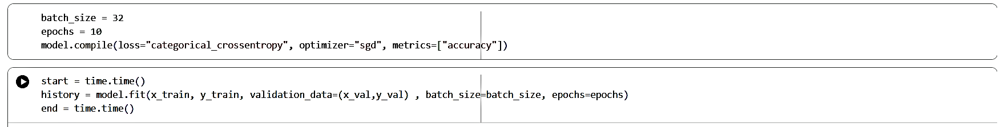 batch_size = 32
epochs = 10
model.compile(loss="categorical_crossentropy", optimizer="sgd", metrics=["accuracy"])
start = time.time()
history = model.fit(x_train, y_train, validation_data=(x_val,y_val) , batch_size=batch_size, epochs=epochs)
end = time.time()